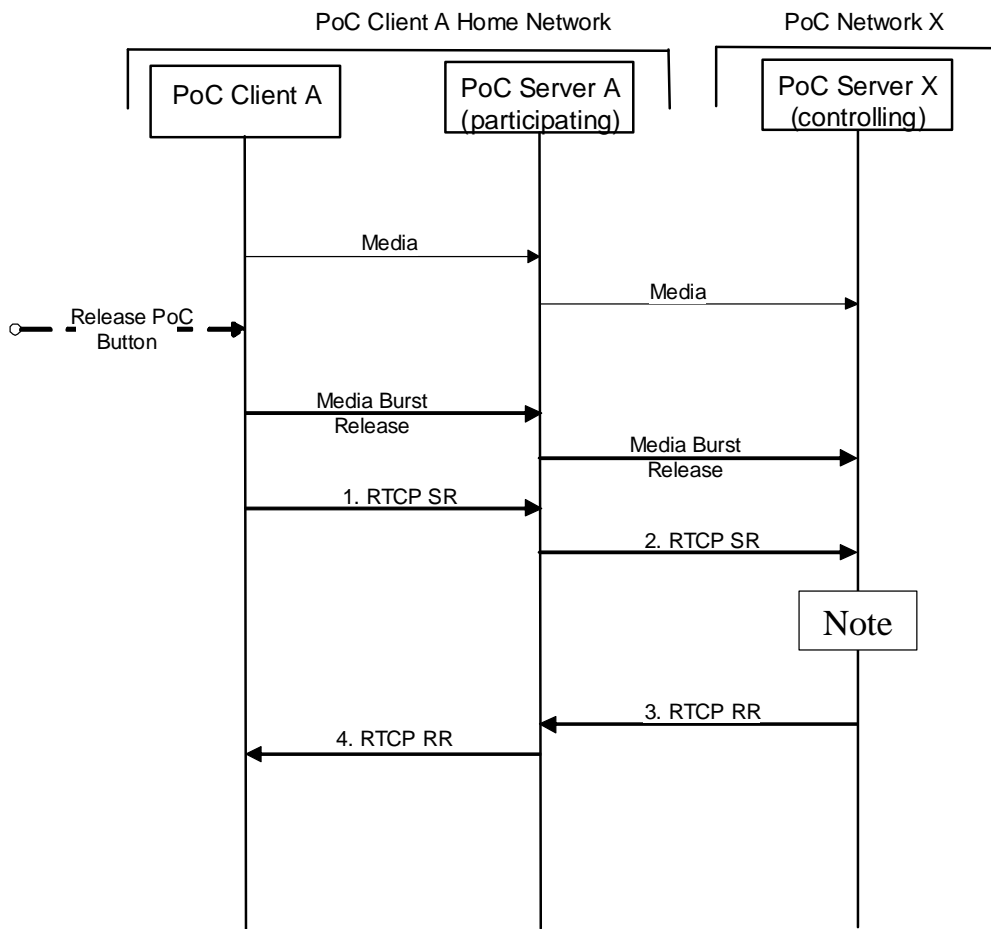 PoC Client A Home Network
PoC Network X
PoC Client A
PoC Server A
(participating)
PoC Server X
(controlling)
Media
Media
Release PoC
Button
Media Burst
Release
Media Burst
Release
1. RTCP SR
2. RTCP SR
Note
3. RTCP RR
4. RTCP RR